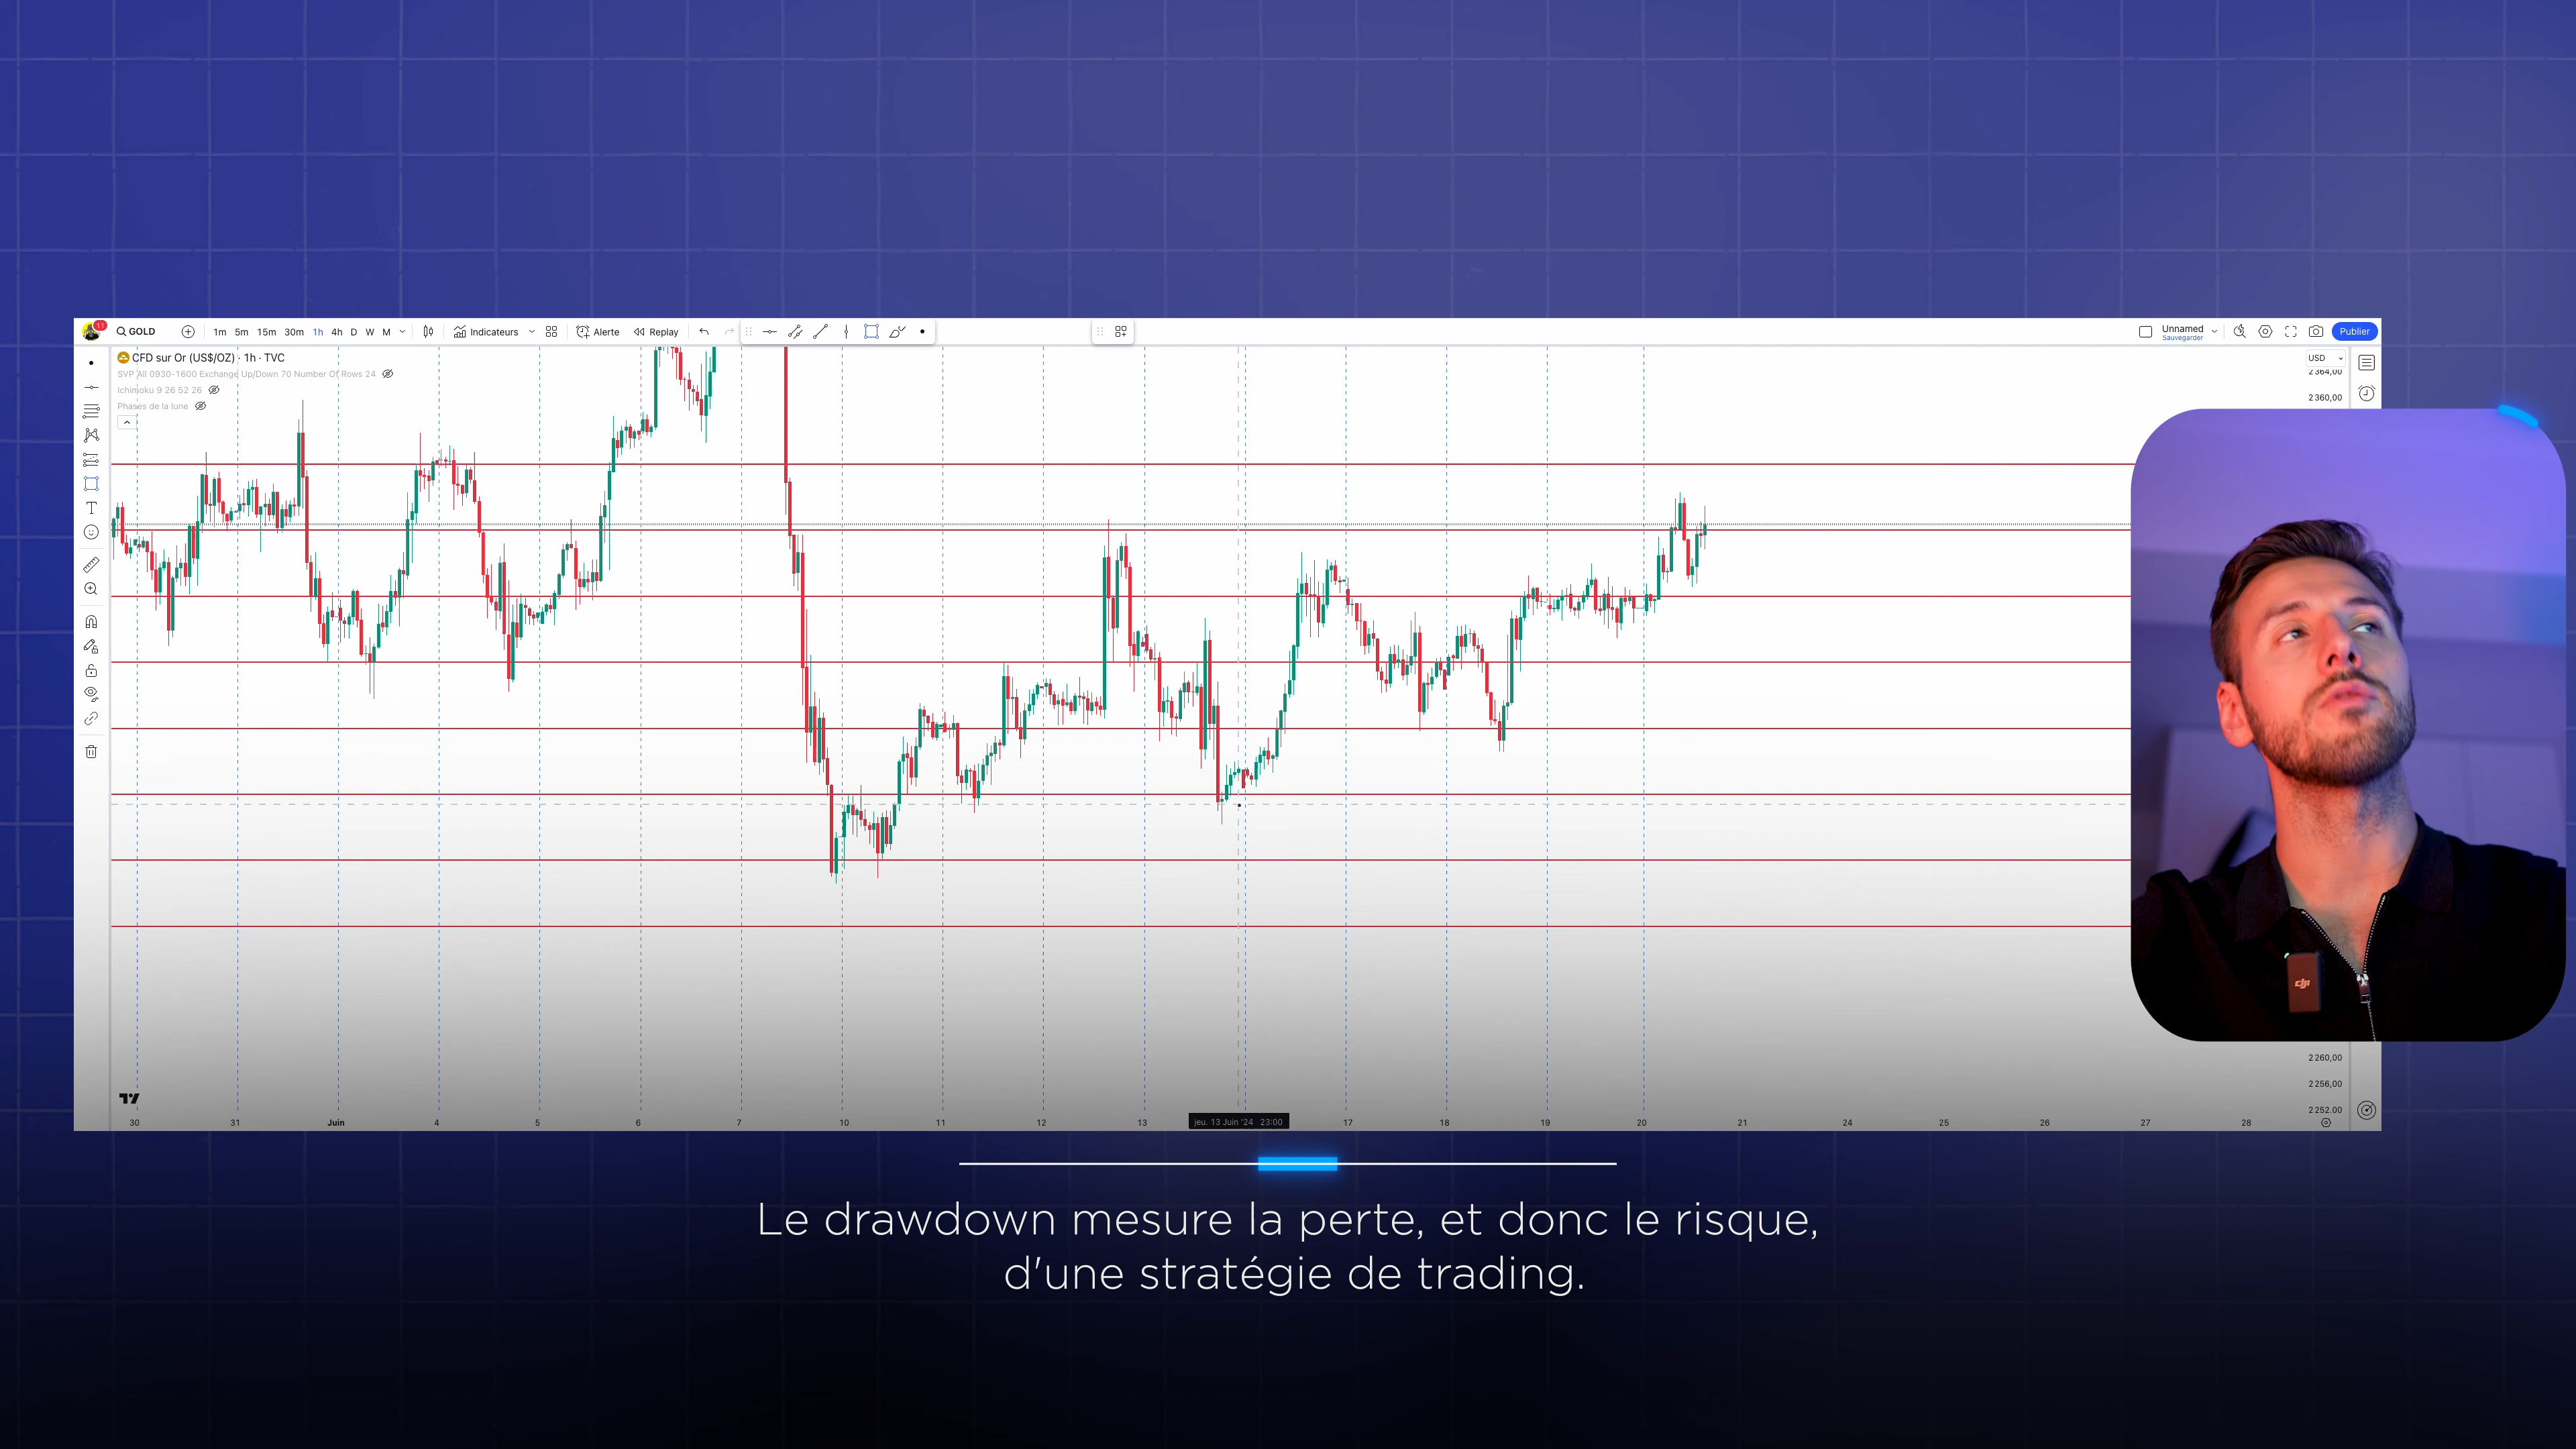 11
GOLD
1m 5m 15m 30m 1h 4h D W M
Indicateurs
Alerte
Replay
Unnamed
Sauvegarder
Publier
CFD sur Or (US$/OZ) · 1h · TVC
SVP All 0930-1600 Exchange Up/Down 70 Number Of Rows 24
Ichimoku 9 26 52 26
Phases de la lune
USD
2 364,00
2 360,00
dji
2 260,00
2 256,00
2 252.00
30 31 Juin 4 5 6 7 10 11 12 13 jeu. 13 Juin '24 23:00 17 18 19 20 21 24 25 26 27 28
Le drawdown mesure la perte, et donc le risque,
d'une stratégie de trading.